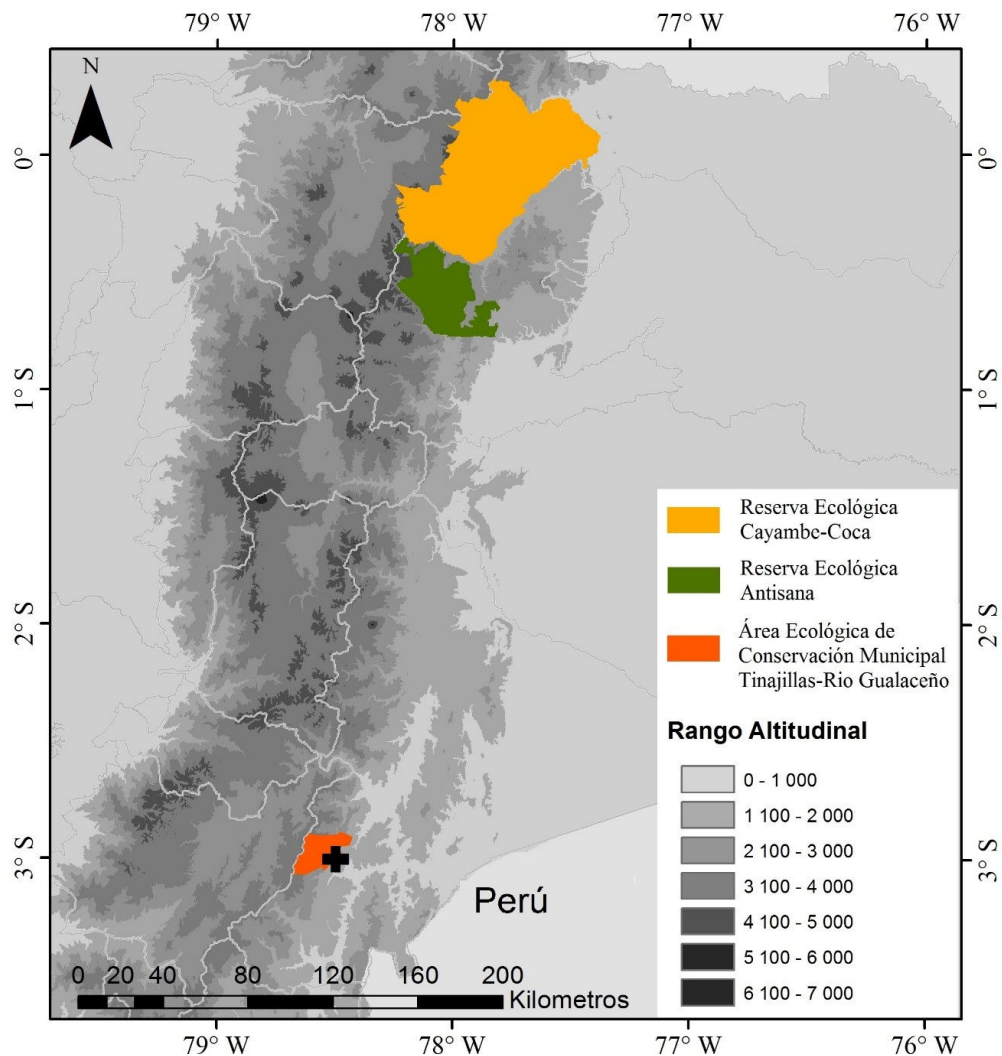 79° W
78° W
77° W
76° W
N
0°
0°
1° S
1° S
Reserva Ecológica
Cayambe-Coca
Reserva Ecológica
Antisana
2° S
2° S
Área Ecológica de
Conservación Municipal
Tinajillas-Rio Gualaceño
Rango Altitudinal
0 - 1 000
1 100 - 2 000
2 100 - 3 000
3° S
3° S
3 100 - 4 000
Perú
4 100 - 5 000
5 100 - 6 000
6 100 - 7 000
0 20 40 80 120 160 200
Kilometros
79° W
78° W
77° W
76° W